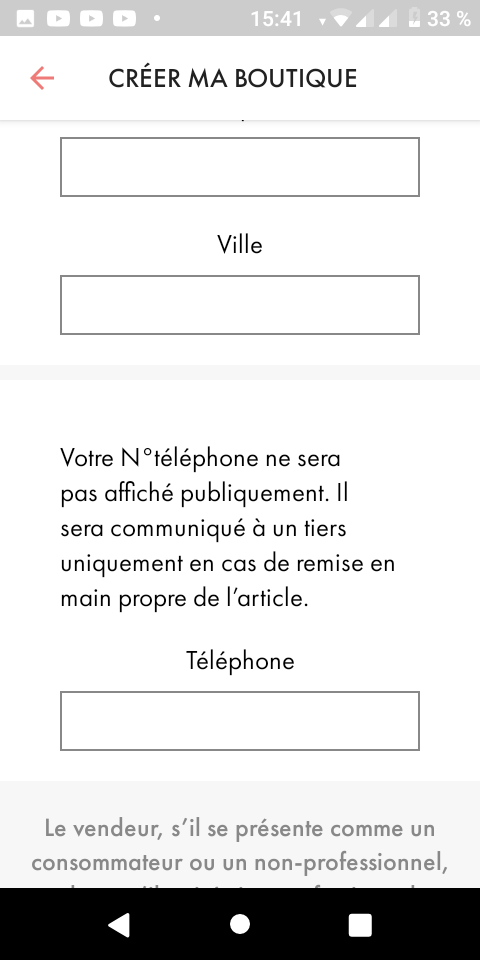 15:41
33 %
CRÉER MA BOUTIQUE
Ville
Votre N°téléphone ne sera
pas affiché publiquement. Il
sera communiqué à un tiers
uniquement en cas de remise en
main propre de l’article.
Téléphone
Le vendeur, s’il se présente comme un
consommateur ou un non-professionnel,